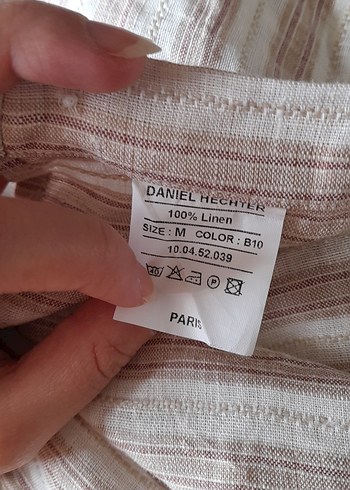 DANIEL HECHTER
100% Linen
SIZE : M COLOR : B10
10.04.52.039
P
PARIS